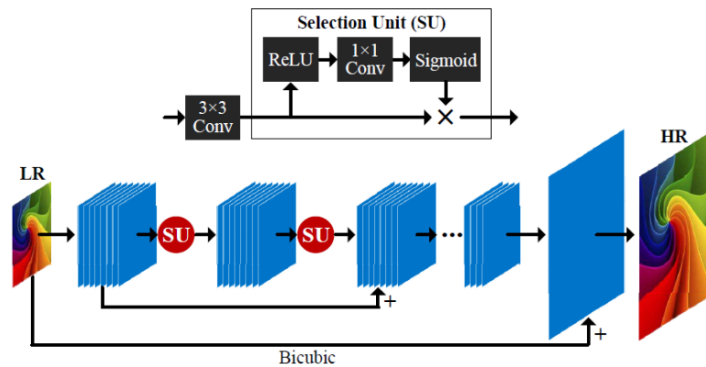 Selection Unit (SU)
ReLU
1×1
Conv
Sigmoid
3×3
Conv
×
LR
HR
SU
SU
...
+
+
Bicubic